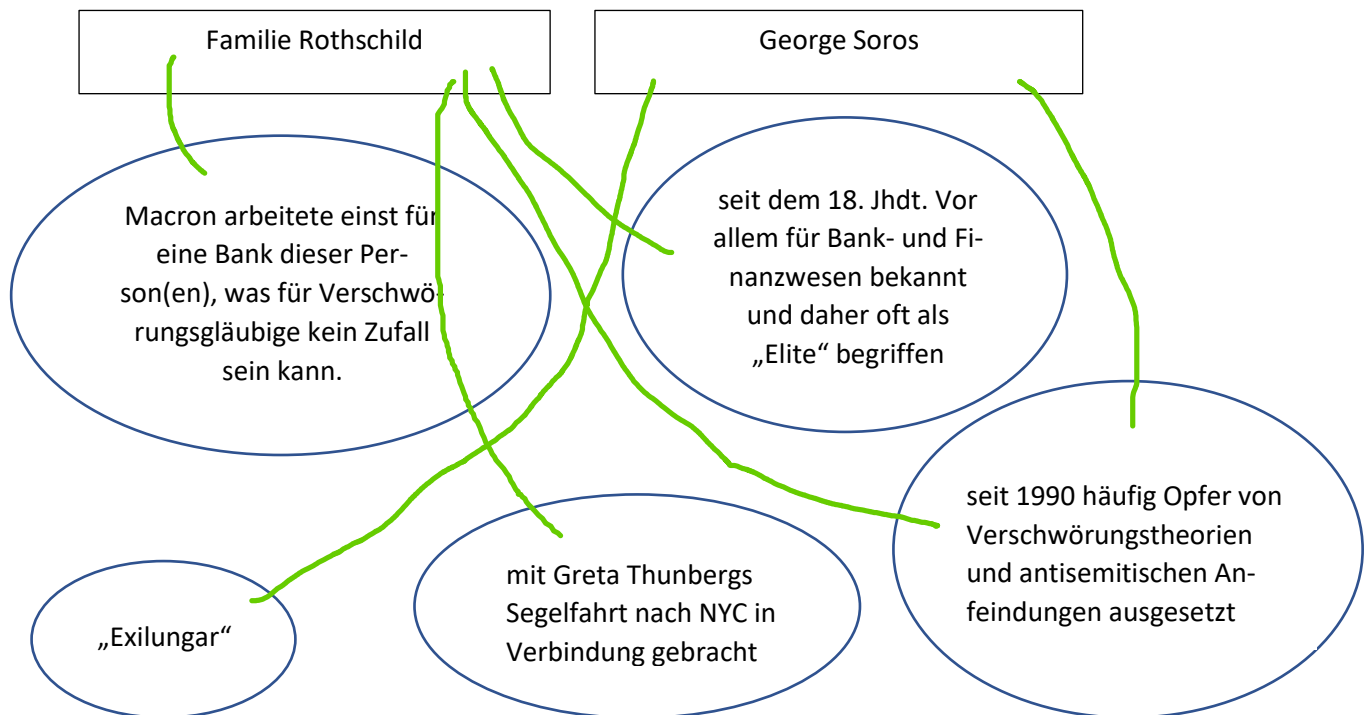 Familie Rothschild
George Soros
Macron arbeitete einst für
eine Bank dieser Per-
son(en), was für Verschwö-
rungsgläubige kein Zufall
sein kann.
seit dem 18. Jhdt. Vor
allem für Bank- und Fi-
nanzwesen bekannt
und daher oft als
„Elite“ begriffen
seit 1990 häufig Opfer von
Verschwörungstheorien
und antisemitischen An-
feindungen ausgesetzt
mit Greta Thunbergs
Segelfahrt nach NYC in
Verbindung gebracht
„Exilungar“